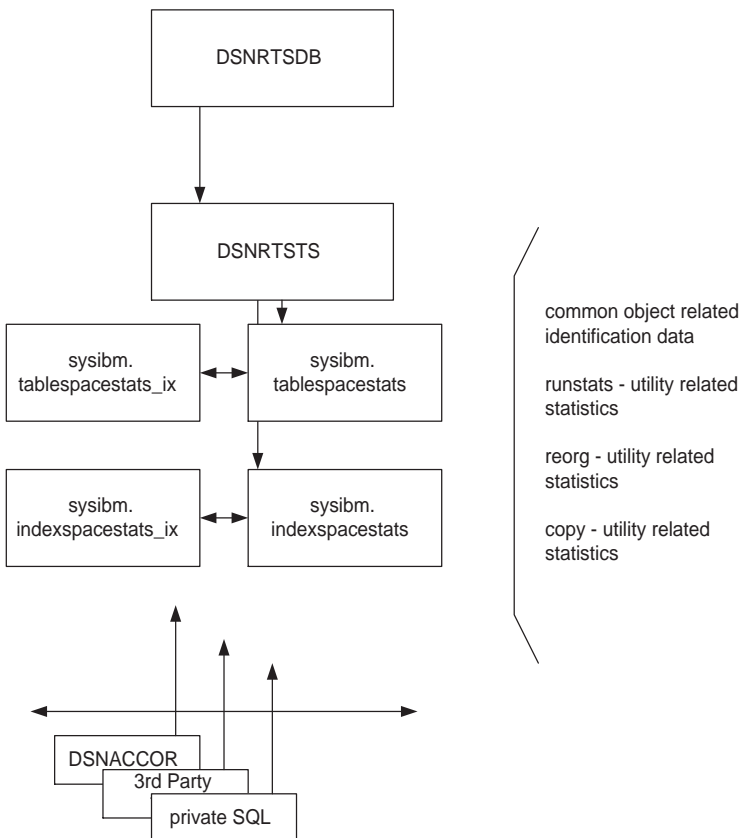 DSNRTSDB
DSNRTSTS
sysibm.
tablespacestats_ix
sysibm.
tablespacestats
sysibm.
indexspacestats_ix
sysibm.
indexspacestats
common object related
identification data
runstats - utility related
statistics
reorg - utility related
statistics
copy - utility related
statistics
DSNACCOR
3rd Party
private SQL